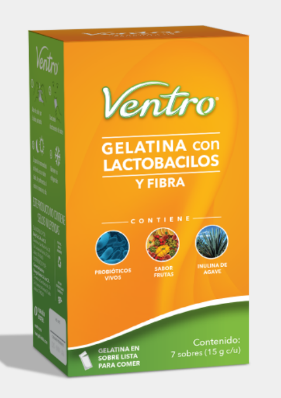 Ventro®
GELATINA con
LACTOBACILOS
Y FIBRA
CONTIENE
PROBIÓTICOS
VIVOS
SABOR
FRUTAS
INULINA DE
AGAVE
GELATINA EN
SOBRE LISTA
PARA COMER
Contenido:
7 sobres (15 g c/u)
Ventro